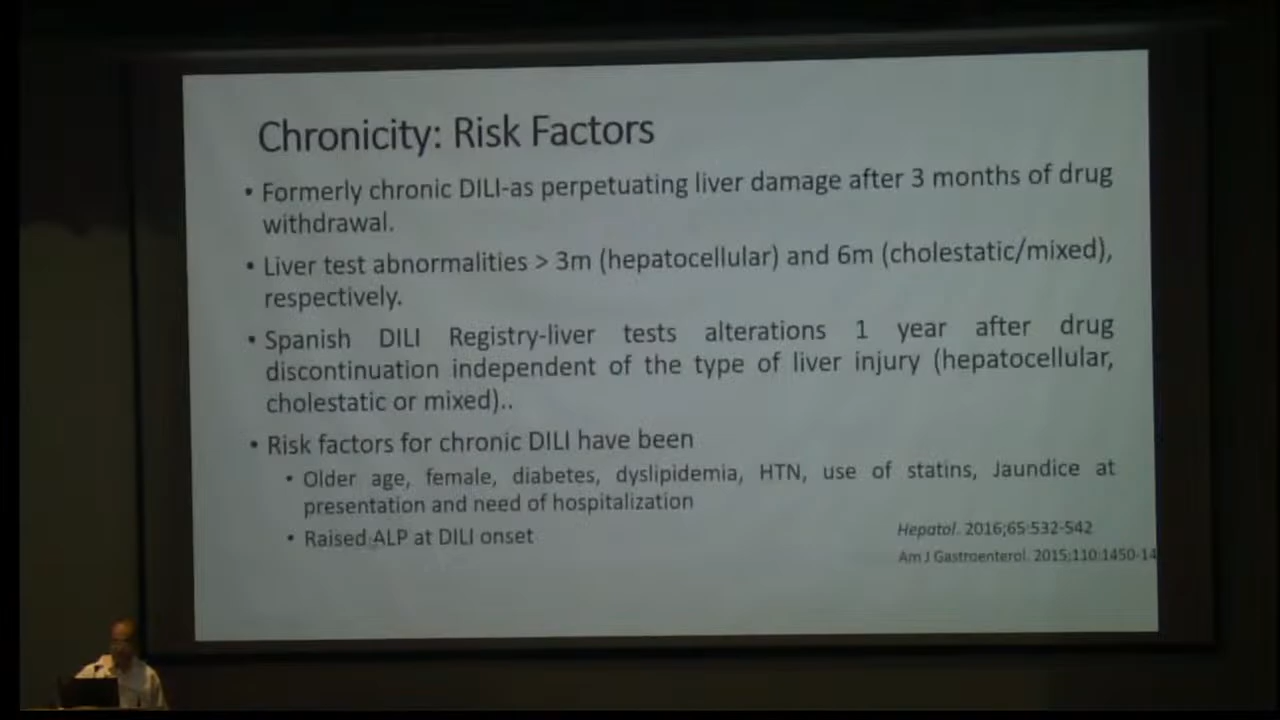 Chronicity: Risk Factors
• Formerly chronic DILI-as perpetuating liver damage after 3 months of drug
withdrawal.
• Liver test abnormalities > 3m (hepatocellular) and 6m (cholestatic/mixed),
respectively.
• Spanish DILI Registry-liver tests alterations 1 year after drug
discontinuation independent of the type of liver injury (hepatocellular,
cholestatic or mixed)..
• Risk factors for chronic DILI have been
• Older age, female, diabetes, dyslipidemia, HTN, use of statins, Jaundice at
presentation and need of hospitalization
• Raised ALP at DILI onset
Hepatol. 2016;65:532-542
Am J Gastroenterol. 2015;110:1450-14